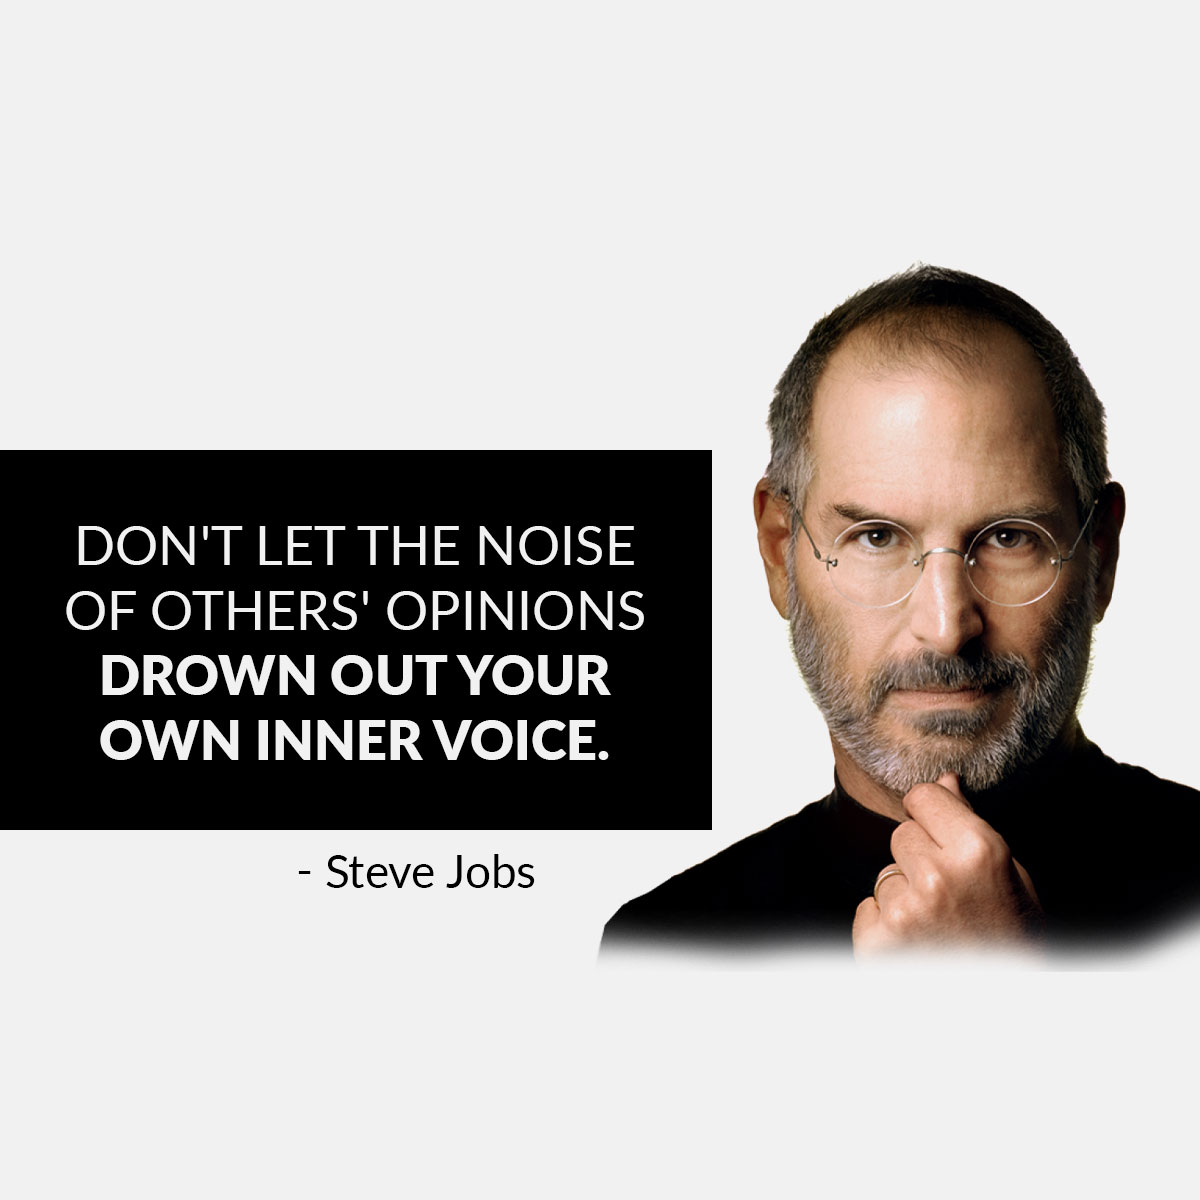 DON'T LET THE NOISE
OF OTHERS' OPINIONS
DROWN OUT YOUR
OWN INNER VOICE.
- Steve Jobs